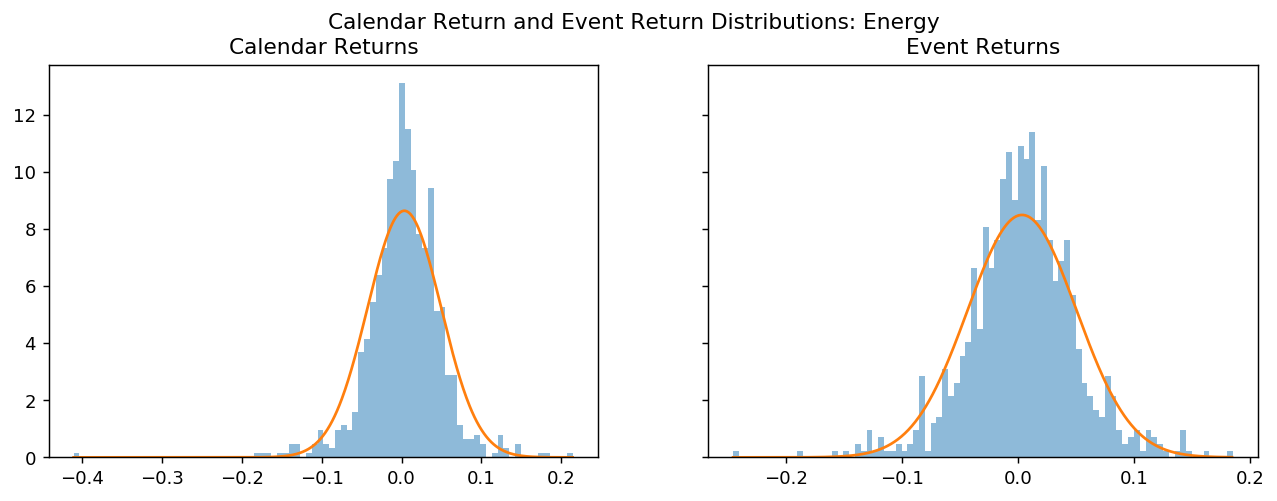 Calendar Return and Event Return Distributions: Energy
Calendar Returns
Event Returns
12
10
8
6
4
2
0
−0.4 −0.3 −0.2 −0.1 0.0 0.1 0.2
−0.2 −0.1 0.0 0.1 0.2